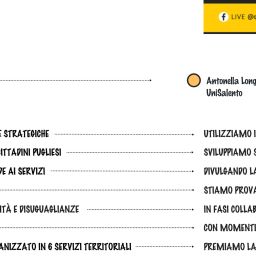 LIVE
Antonella Long
UniSalento
E STRATEGICHE UTILIZZIAMO I
CITTADINI PUGLIESI SVILUPPIAMO S
DE AI SERVIZI DIVULGANDO LA
STIAMO PROVA
ITÀ E DISUGUAGLIANZE IN FASI COLLAB
CON MOMENTI
ANIZZATO IN 6 SERVIZI TERRITORIALI PREMIAMO LA